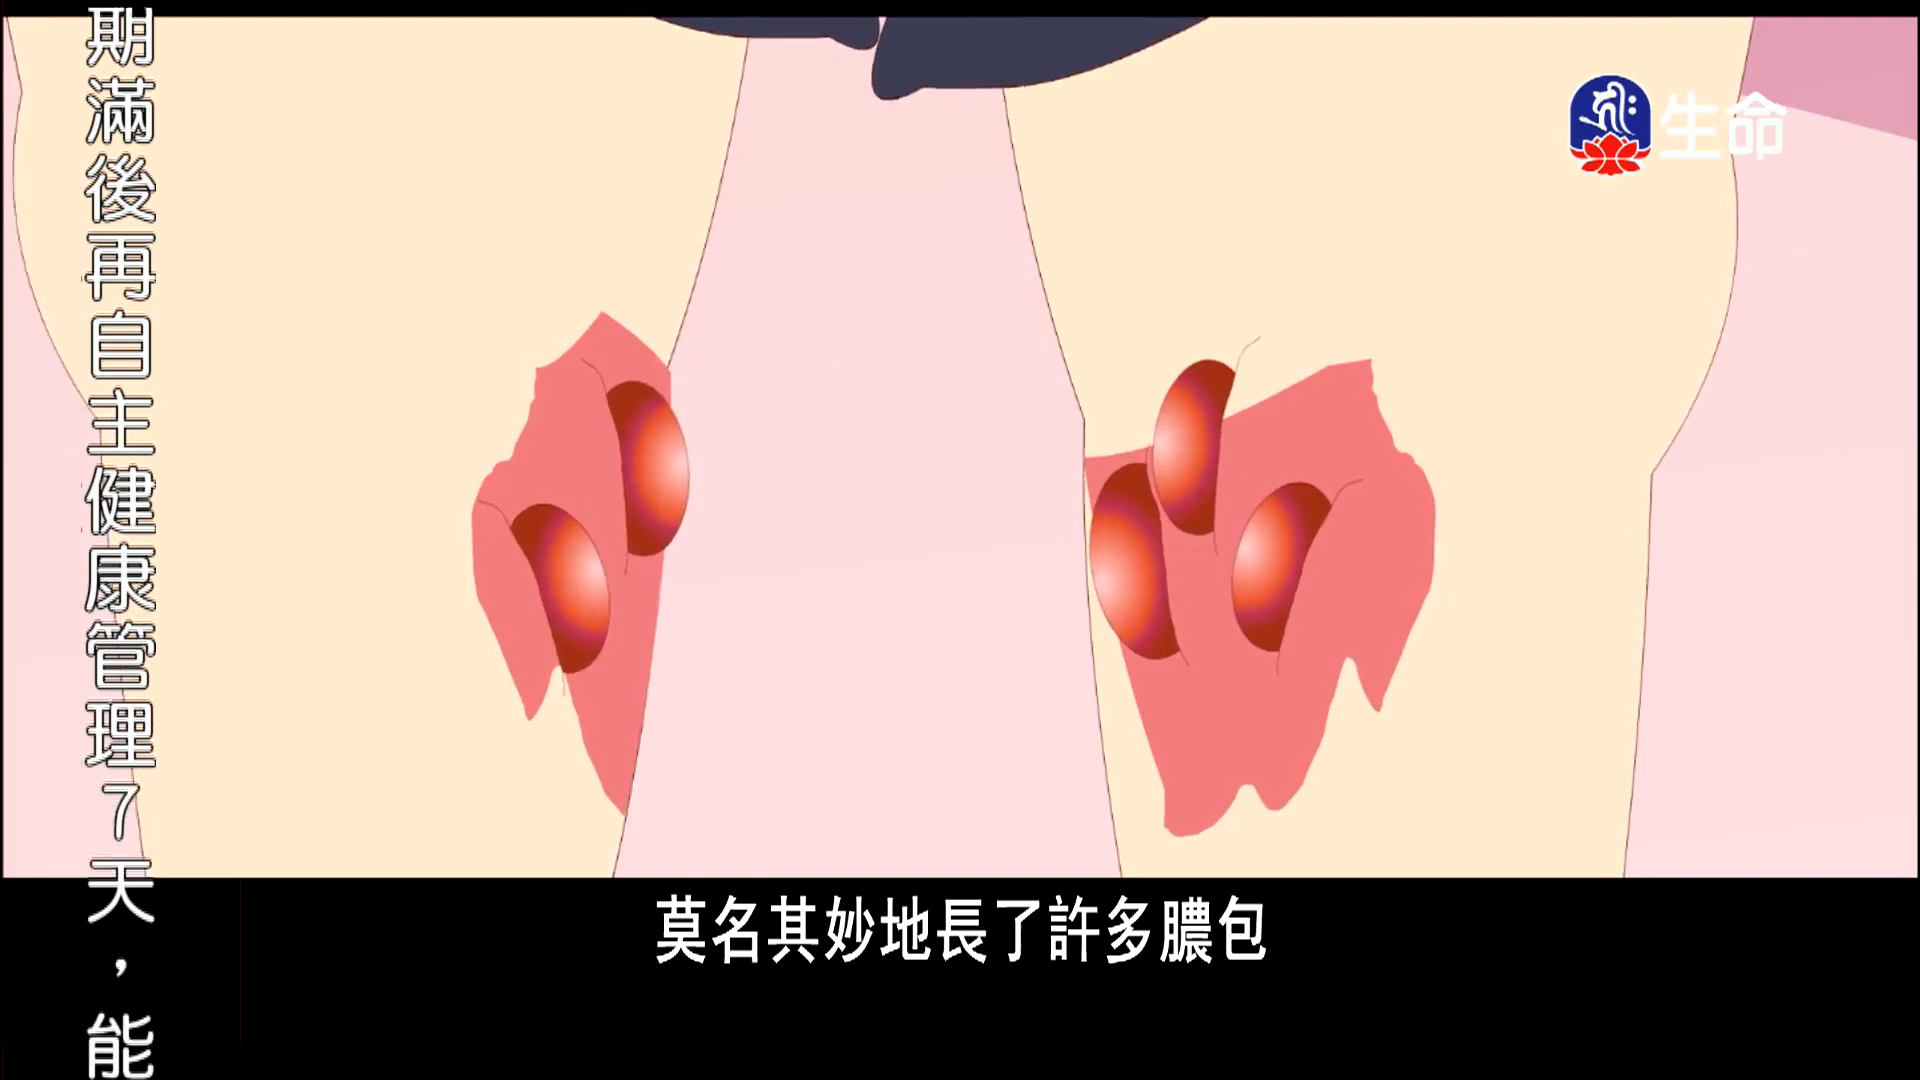 期滿後再自主健康管理7天，能
生命
莫名其妙地長了許多膿包